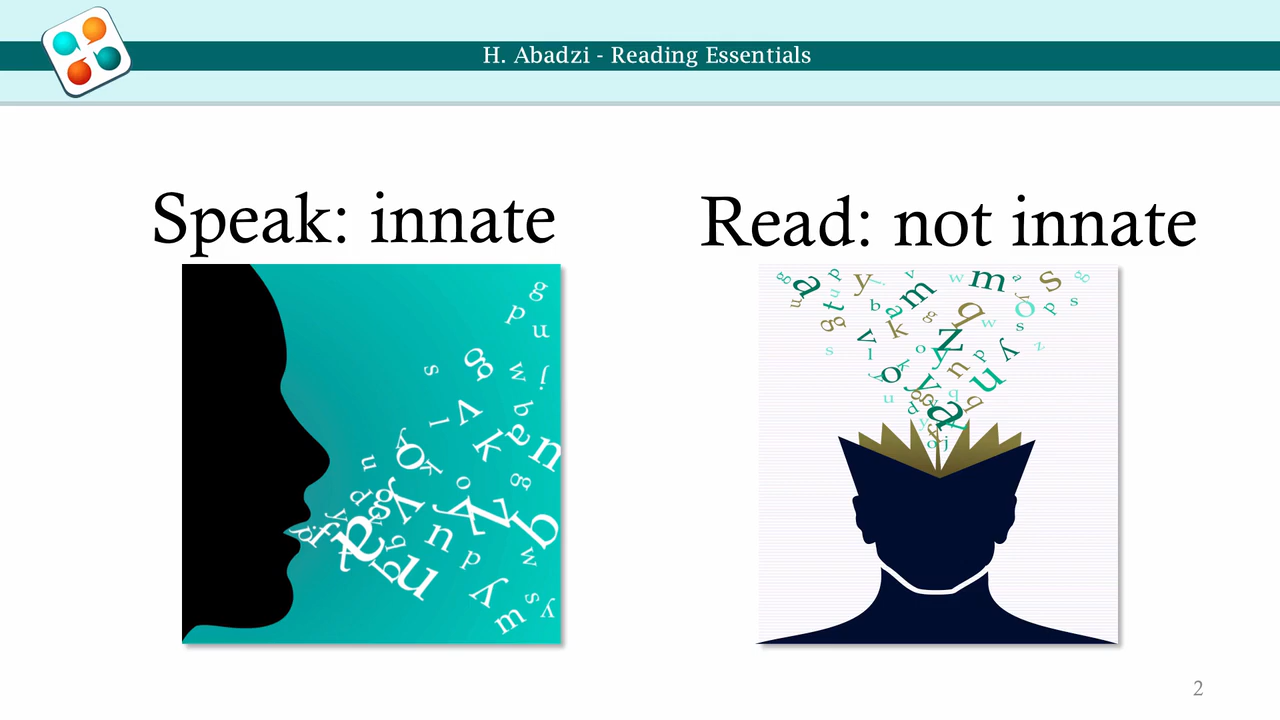 H. Abadzi - Reading Essentials
Speak: innate
Read: not innate
2